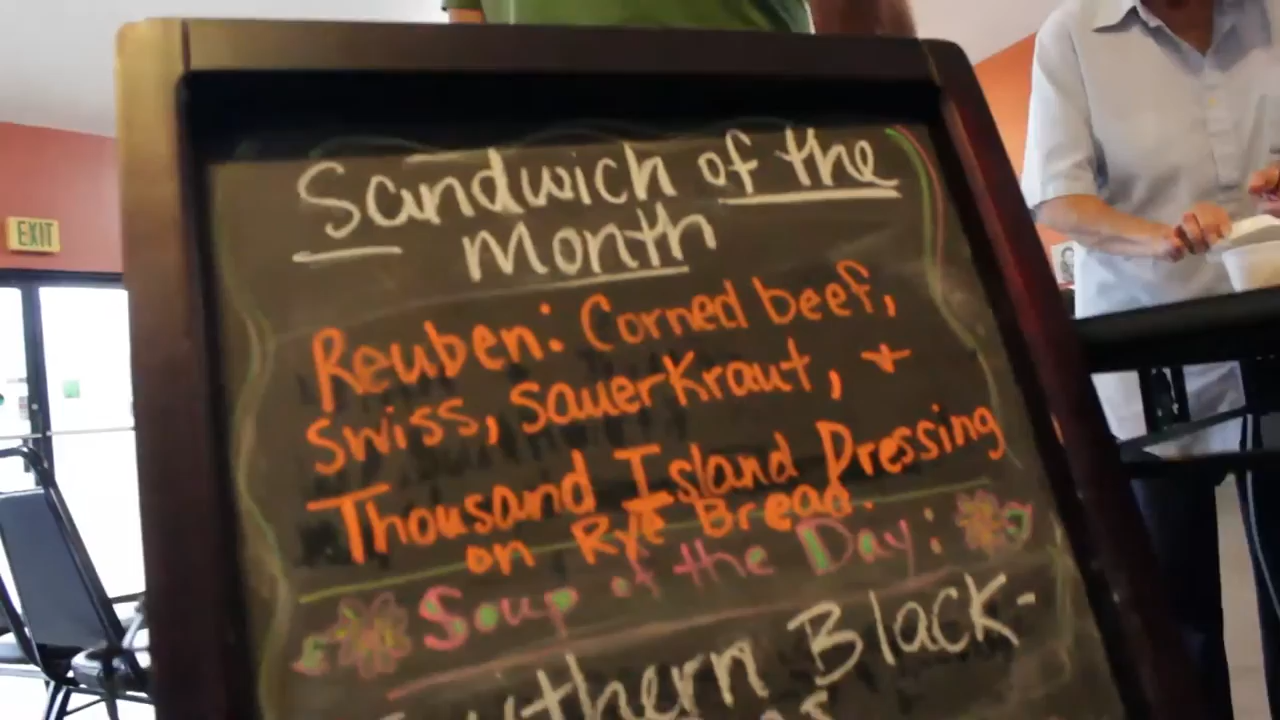 EXIT
Sandwich of the
Month
Reuben: Corned beef,
Swiss, Sauerkraut, +
Thousand Island Dressing
on Rye Bread.
Soup of the Day:
Black-